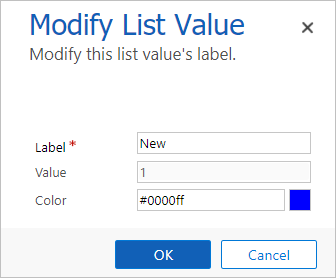 Modify List Value
Modify this list value's label.
Label * New
Value 1
Color #0000ff
OK Cancel